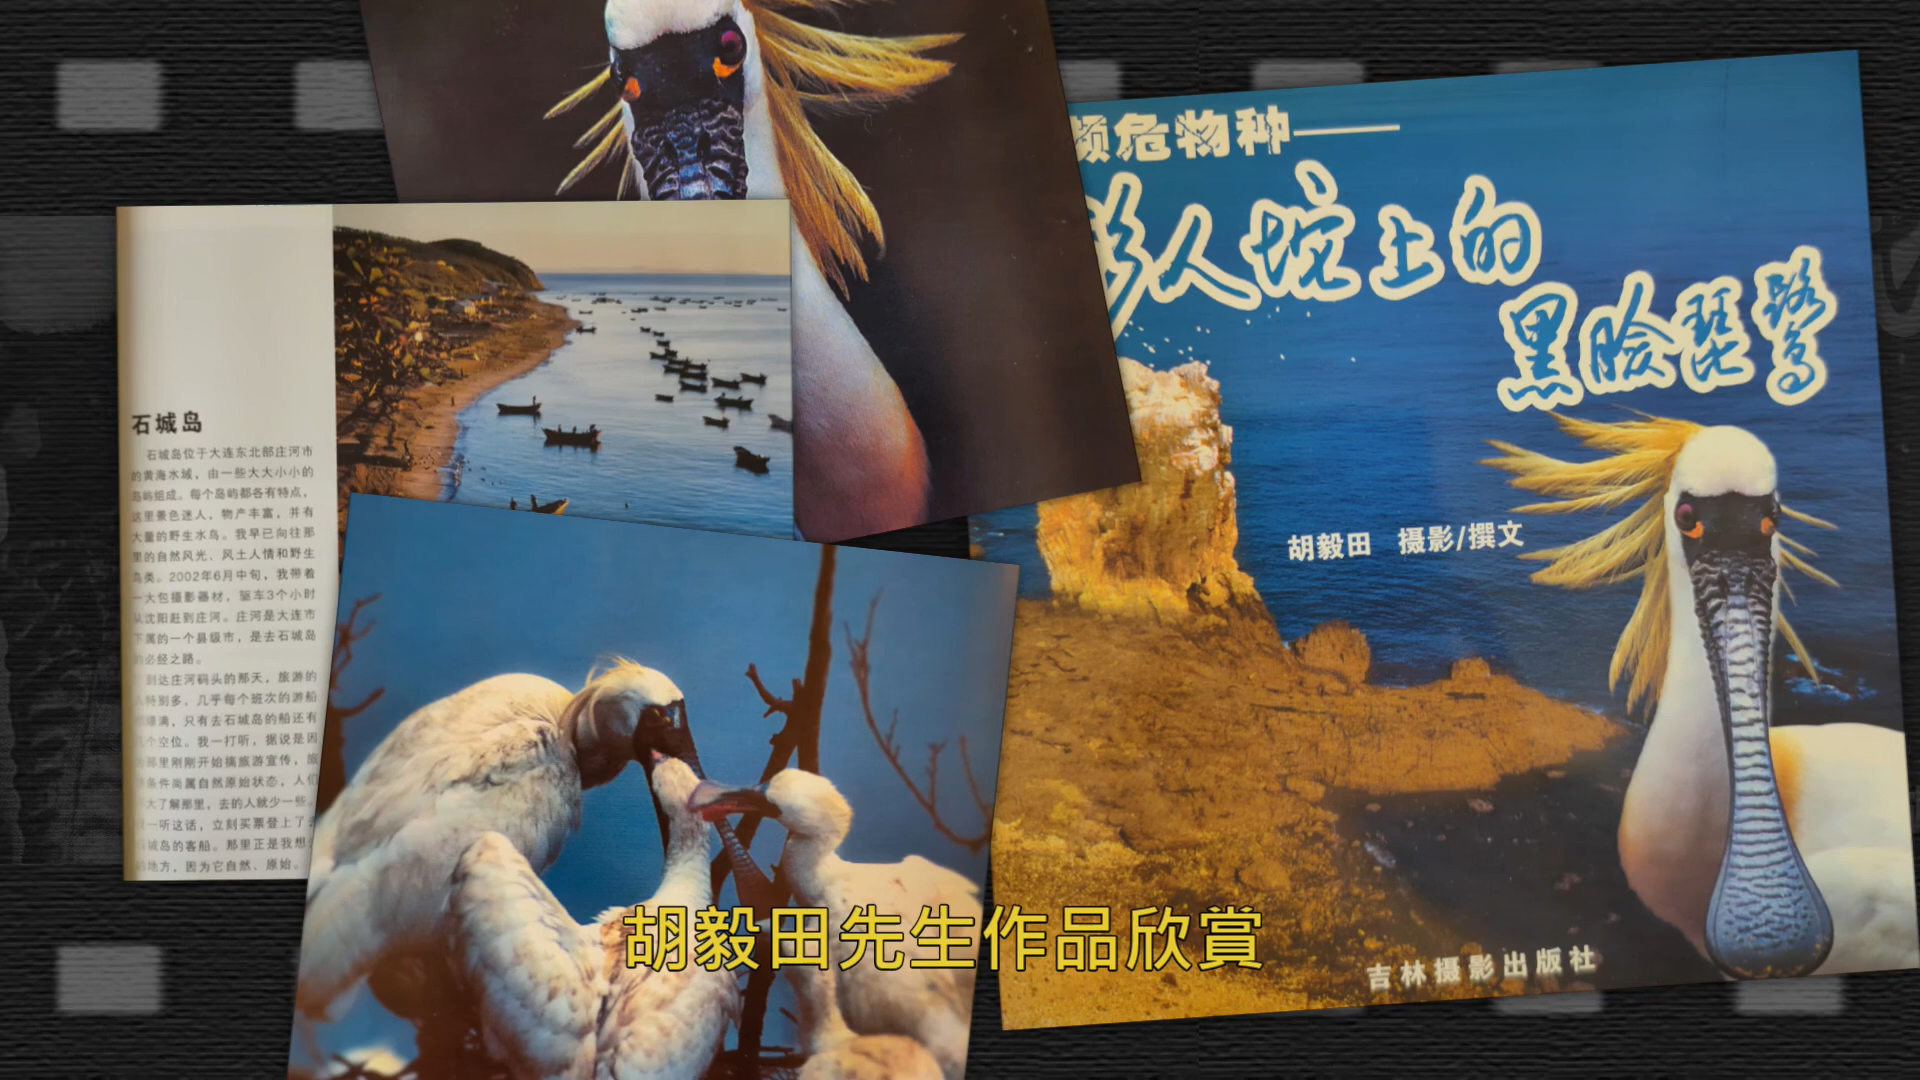 濒危物种——
形人坨上的
黑脸琵鹭
胡毅田 摄影/撰文
吉林摄影出版社
石城岛
石城岛位于大连东北部庄河市
的黄海水域，由一些大大小小的
岛屿组成。每个岛屿都各有特点，
这里景色迷人，物产丰富，并有
大量的野生水鸟。我早已向往那
里的自然风光、风土人情和野生
鸟类。2002年6月中旬，我带着
一大包摄影器材，驱车3个小时
从沈阳赶到庄河。庄河是大连市
下属的一个县级市，是去石城岛
的必经之路。
到达庄河码头的那天，旅游的
人特别多，几乎每个班次的游船
爆满，只有去石城岛的船还有
几个空位。我一打听，据说是因
为那里刚刚开始搞旅游宣传，旅
条件尚属自然原始状态，人们
不大了解那里，去的人就少一些。
一听这话，立刻买票登上了
石城岛的客船。那里正是我想
的地方，因为它自然、原始。
胡毅田先生作品欣賞